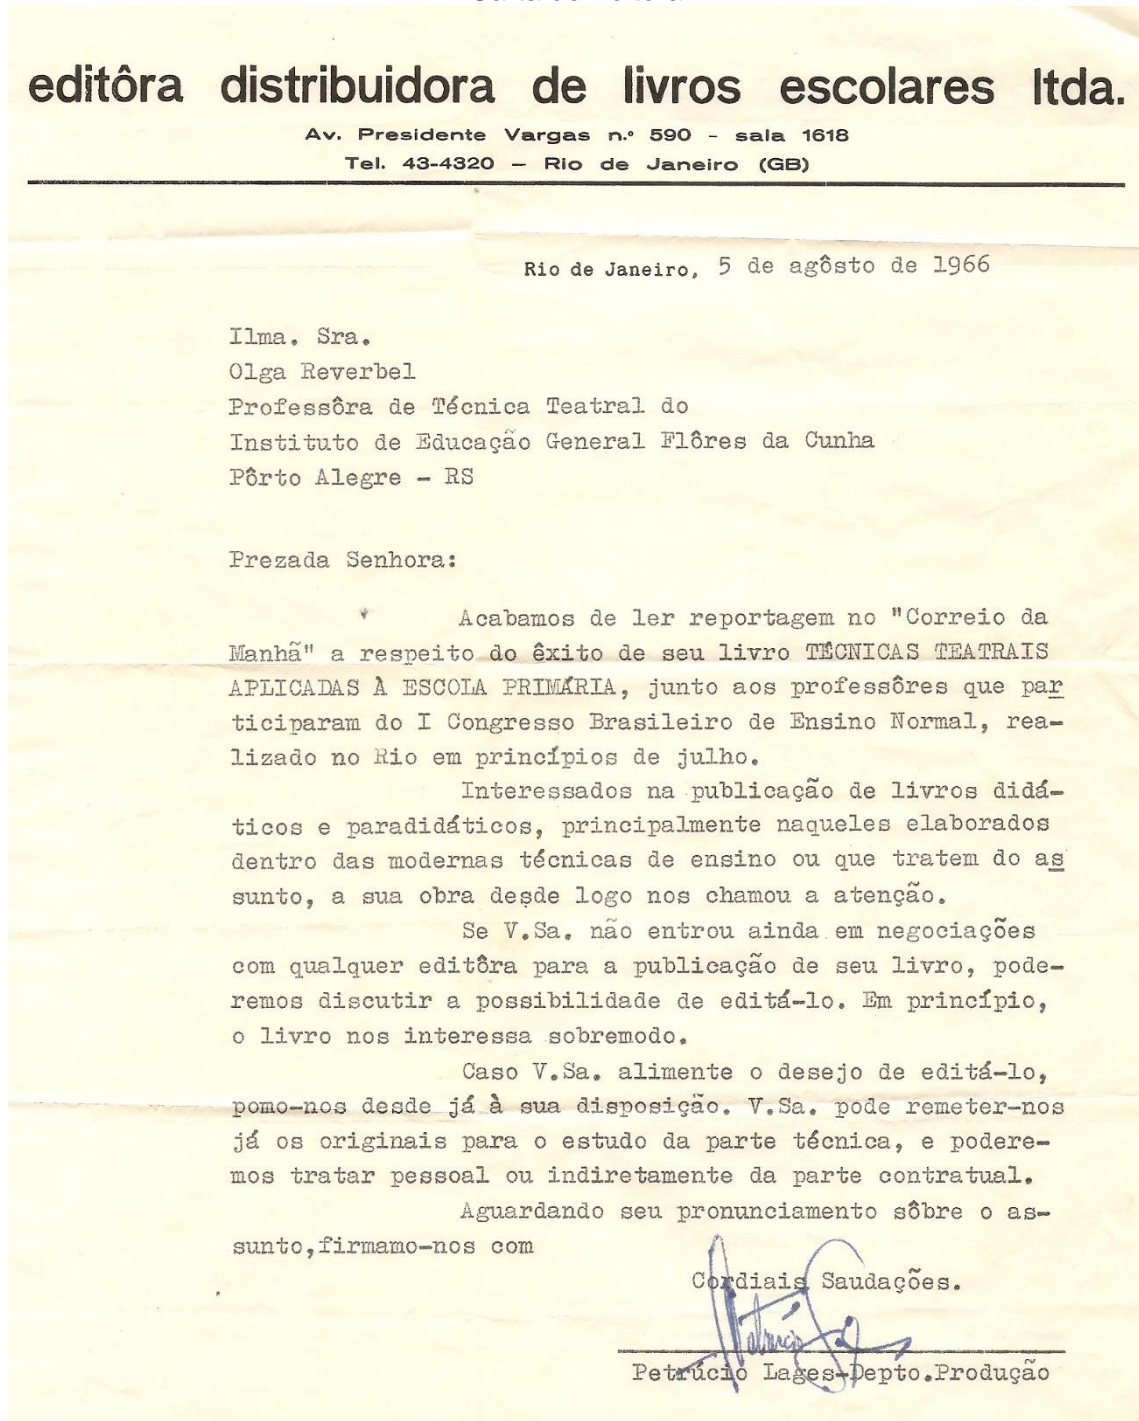 editôra distribuidora de livros escolares ltda.
Av. Presidente Vargas n.º 590 - sala 1618
Tel. 43-4320 — Rio de Janeiro (GB)
Rio de Janeiro, 5 de agôsto de 1966
Ilma. Sra.
Olga Reverbel
Professôra de Técnica Teatral do
Instituto de Educação General Flôres da Cunha
Pôrto Alegre - RS
Prezada Senhora:
Acabamos de ler reportagem no "Correio da
Manhã" a respeito do êxito de seu livro TÉCNICAS TEATRAIS
APLICADAS À ESCOLA PRIMÁRIA, junto aos professôres que par
ticiparam do I Congresso Brasileiro de Ensino Normal, rea-
lizado no Rio em princípios de julho.
Interessados na publicação de livros didá-
ticos e paradidáticos, principalmente naqueles elaborados
dentro das modernas técnicas de ensino ou que tratem do as
sunto, a sua obra desde logo nos chamou a atenção.
Se V.Sa. não entrou ainda em negociações
com qualquer editôra para a publicação de seu livro, pode-
remos discutir a possibilidade de editá-lo. Em princípio,
o livro nos interessa sobremodo.
Caso V.Sa. alimente o desejo de editá-lo,
pomo-nos desde já à sua disposição. V.Sa. pode remeter-nos
já os originais para o estudo da parte técnica, e podere-
mos tratar pessoal ou indiretamente da parte contratual.
Aguardando seu pronunciamento sôbre o as-
sunto,firmamo-nos com
Cordiais Saudações.
Petrúcio Lages-Depto.Produção